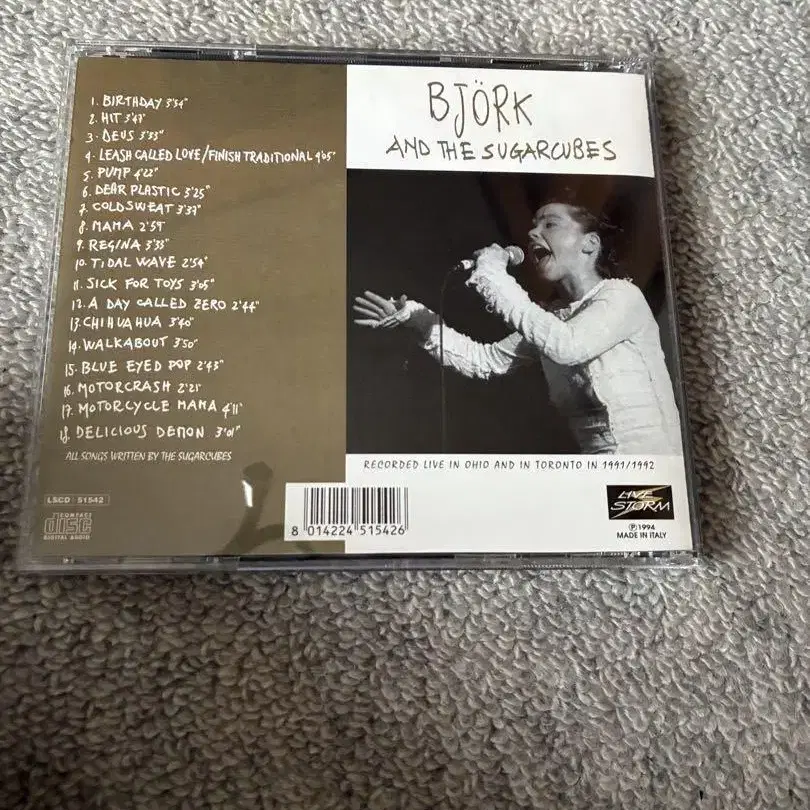 1. BIRTHDAY 3'54"
2. HIT 3'47"
3. DEUS 3'33"
4. LEASH CALLED LOVE/FINISH TRADITIONAL 4'05"
5. PUMP 4'22"
6. DEAR PLASTIC 3'25"
7. COLDSWEAT 3'37"
8. MAMA 2'57
9. REGINA 3'33"
10. TIDAL WAVE 2'54"
11. SICK FOR TOYS 3'05"
12. A DAY CALLED ZERO 2'44"
13. CHIHUAHUA 3'40"
14. WALKABOUT 3'50"
15. BLUE EYED POP 2'43"
16. MOTORCRASH 2'21"
17. MOTORCYCLE MAMA 4'11"
18. DELICIOUS DEMON 3'01"
ALL SONGS WRITTEN BY THE SUGARCUBES
LSCD 51542
COMPACT
disc
DIGITAL AUDIO
BJÖRK
AND THE SUGARCUBES
RECORDED LIVE IN OHIO AND IN TORONTO IN 1991/1992
8 014224 515426
LIVE
STORM
℗1994
MADE IN ITALY